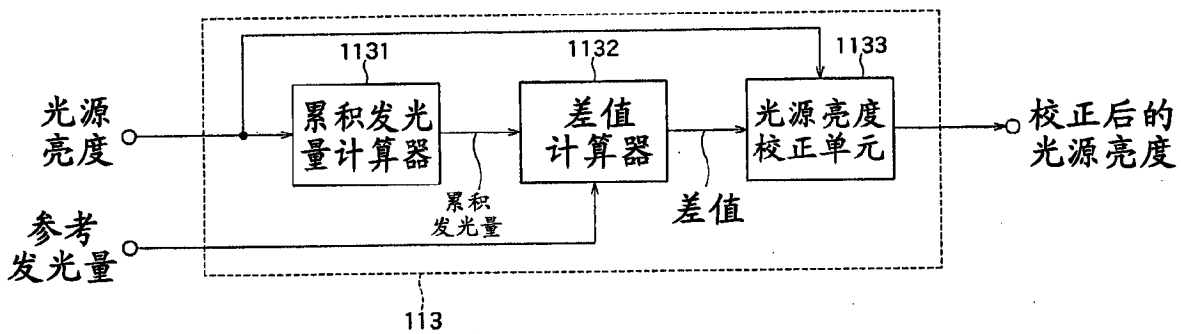 1131
1132
1133
光源
亮度
累积发光
量计算器
差值
计算器
光源亮度
校正单元
校正后的
光源亮度
累积
发光量
差值
参考
发光量
113